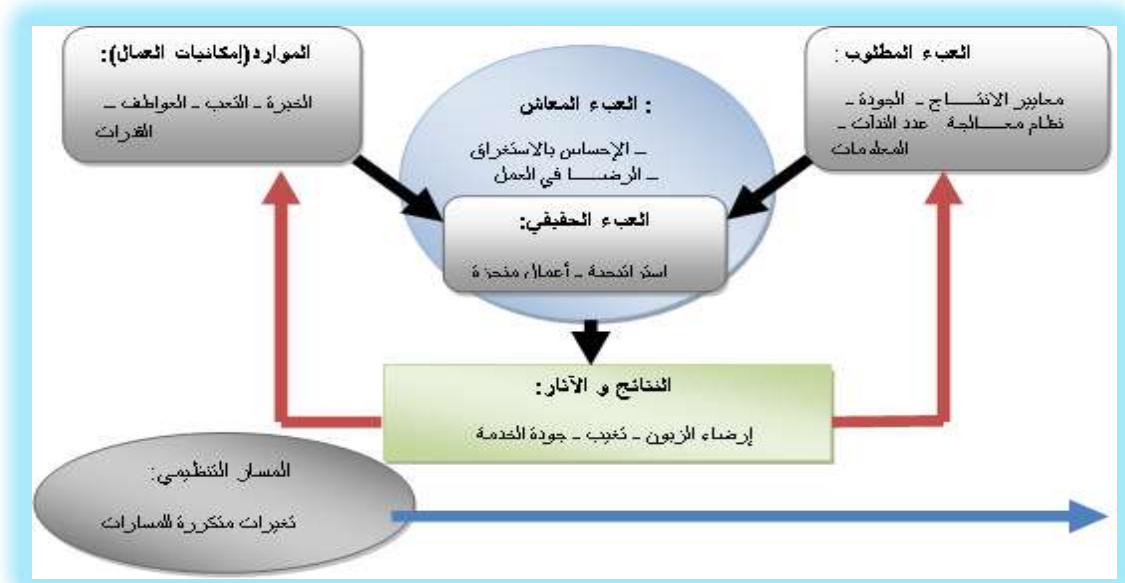 العبء المطلوب :
معايير الانتاج – الجودة –
نظام معالجة عدد الفئات –
المعلومات
: العبء المعاش
– الإحساس بالاستغراق
– الرضا في العمل
الموارد(إمكانيات العمال):
الخبرة – التعب – العواطف –
القدرات
العبء الحقيقي:
استراتيجية – أعمال منجزة
النتائج و الآثار:
إرضاء الزبون – تغيب – جودة الخدمة
المسار التنظيمي:
تغيرات متكررة للمسارات